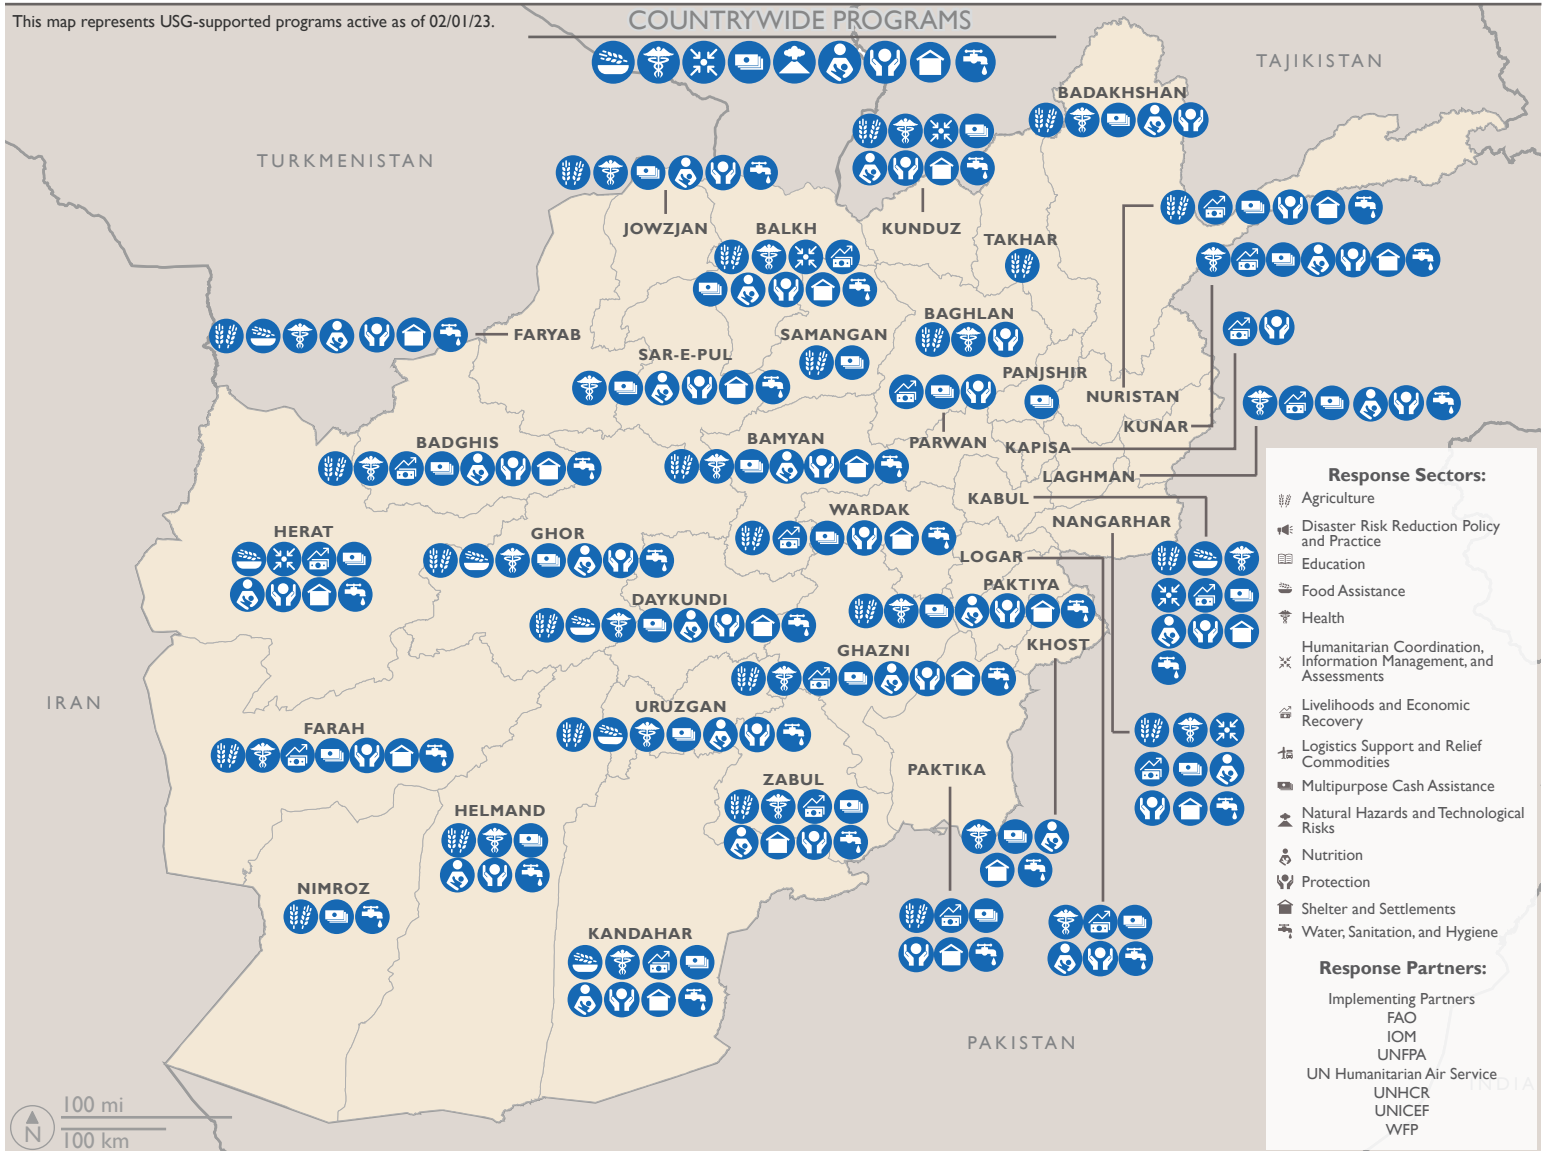 This map represents USG-supported programs active as of 02/01/23.
COUNTRYWIDE PROGRAMS
TAJIKISTAN
BADAKHSHAN
TURKMENISTAN
JOWZJAN
BALKH
KUNDUZ
TAKHAR
FARYAB
SAR-E-PUL
SAMANGAN
BAGHLAN
PANJSHIR
NURISTAN
KUNAR
PARWAN
KAPISA
BADGHIS
BAMYAN
LAGHMAN
KABUL
WARDAK
NANGARHAR
HERAT
GHOR
LOGAR
PAKTIYA
DAYKUNDI
KHOST
GHAZNI
IRAN
URUZGAN
FARAH
PAKTIKA
ZABUL
HELMAND
NIMROZ
KANDAHAR
PAKISTAN
INDIA
100 mi
N
100 km
Response Sectors:
Agriculture
Disaster Risk Reduction Policy
and Practice
Education
Food Assistance
Health
Humanitarian Coordination,
Information Management, and
Assessments
Livelihoods and Economic
Recovery
Logistics Support and Relief
Commodities
Multipurpose Cash Assistance
Natural Hazards and Technological
Risks
Nutrition
Protection
Shelter and Settlements
Water, Sanitation, and Hygiene
Response Partners:
Implementing Partners
FAO
IOM
UNFPA
UN Humanitarian Air Service
UNHCR
UNICEF
WFP